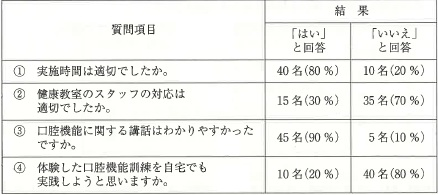 質問項目
結果
「はい」
と回答
「いいえ」
と回答
① 実施時間は適切でしたか。
40名(80%)
10名(20%)
② 健康教室のスタッフの対応は
適切でしたか。
15名(30%)
35名(70%)
③ 口腔機能に関する講話はわかりやすかった
ですか。
45名(90%)
5名(10%)
④ 体験した口腔機能訓練を自宅でも
実践しようと思いますか。
10名(20%)
40名(80%)